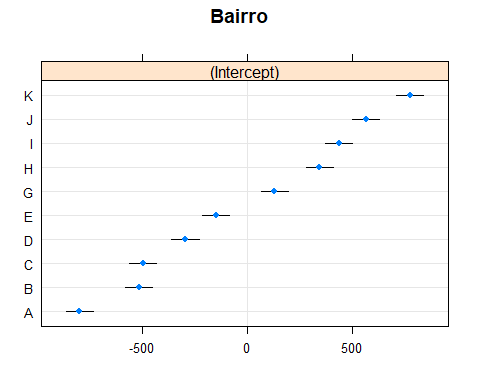 Bairro
(Intercept)
K
J
I
H
G
E
D
C
B
A
-500 0 500